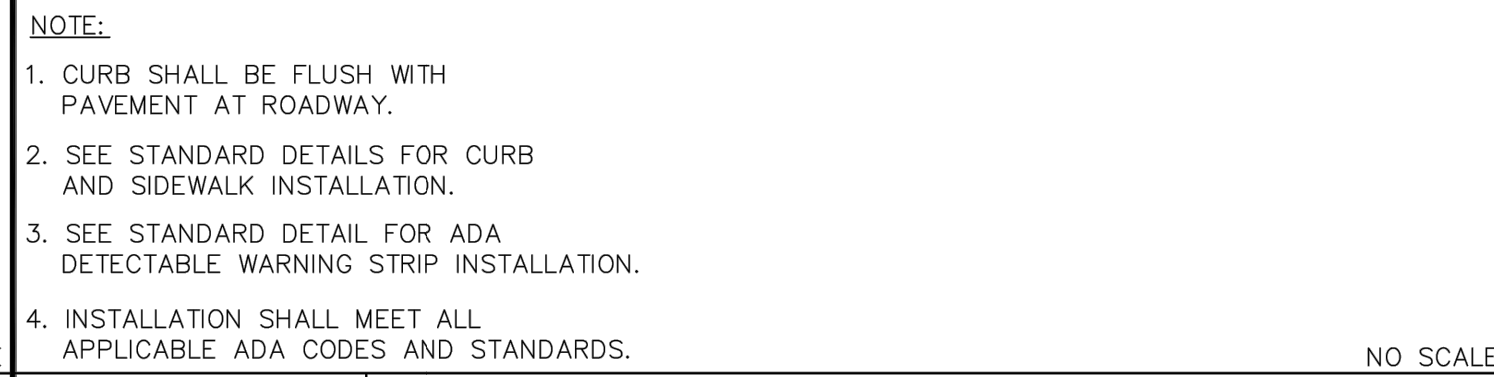 NOTE:
1. CURB SHALL BE FLUSH WITH
PAVEMENT AT ROADWAY.
2. SEE STANDARD DETAILS FOR CURB
AND SIDEWALK INSTALLATION.
3. SEE STANDARD DETAIL FOR ADA
DETECTABLE WARNING STRIP INSTALLATION.
4. INSTALLATION SHALL MEET ALL
APPLICABLE ADA CODES AND STANDARDS.
NO SCALE